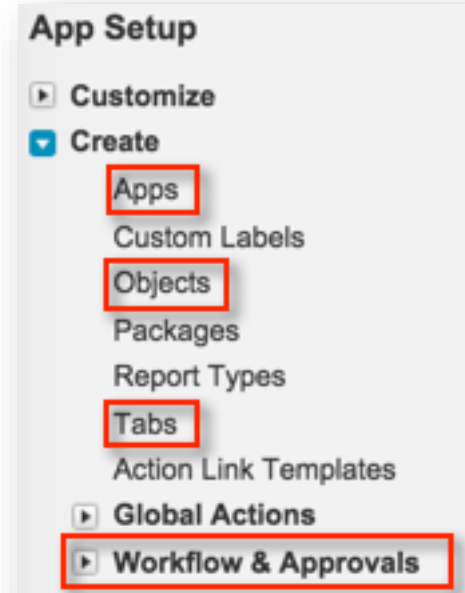 App Setup
Customize
Create
Apps
Custom Labels
Objects
Packages
Report Types
Tabs
Action Link Templates
Global Actions
Workflow & Approvals